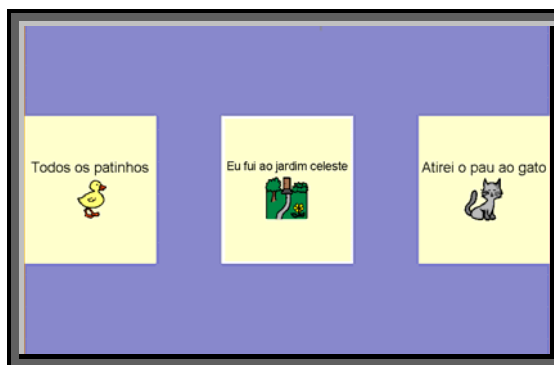 Todos os patinhos
Eu fui ao jardim celeste
Atirei o pau ao gato